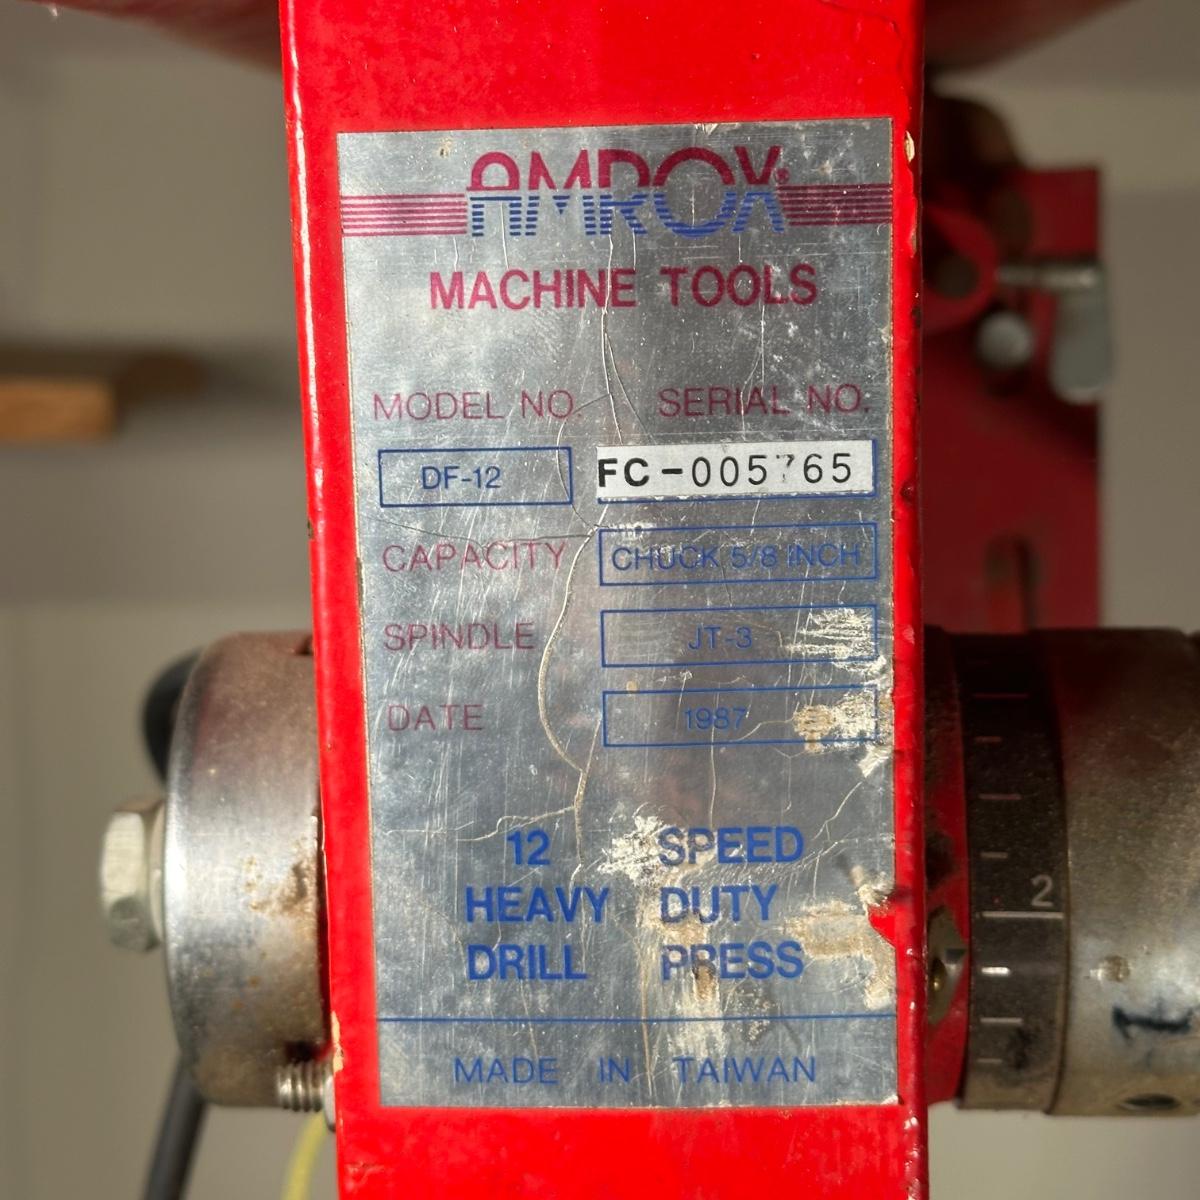 AMROX®
MACHINE TOOLS
MODEL NO. SERIAL NO.
DF-12 FC-005765
CAPACITY CHUCK 5/8 INCH
SPINDLE JT-3
DATE 1987
12 SPEED
HEAVY DUTY
DRILL PRESS
MADE IN TAIWAN
2